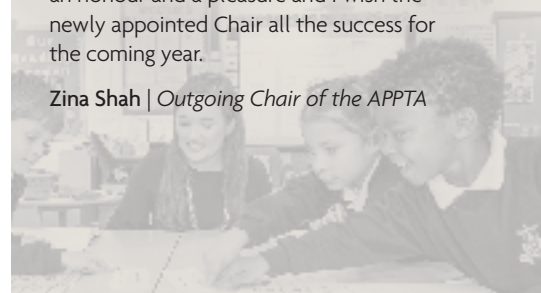 an honour and a pleasure and I wish the
newly appointed Chair all the success for
the coming year.
Zina Shah | Outgoing Chair of the APPTA